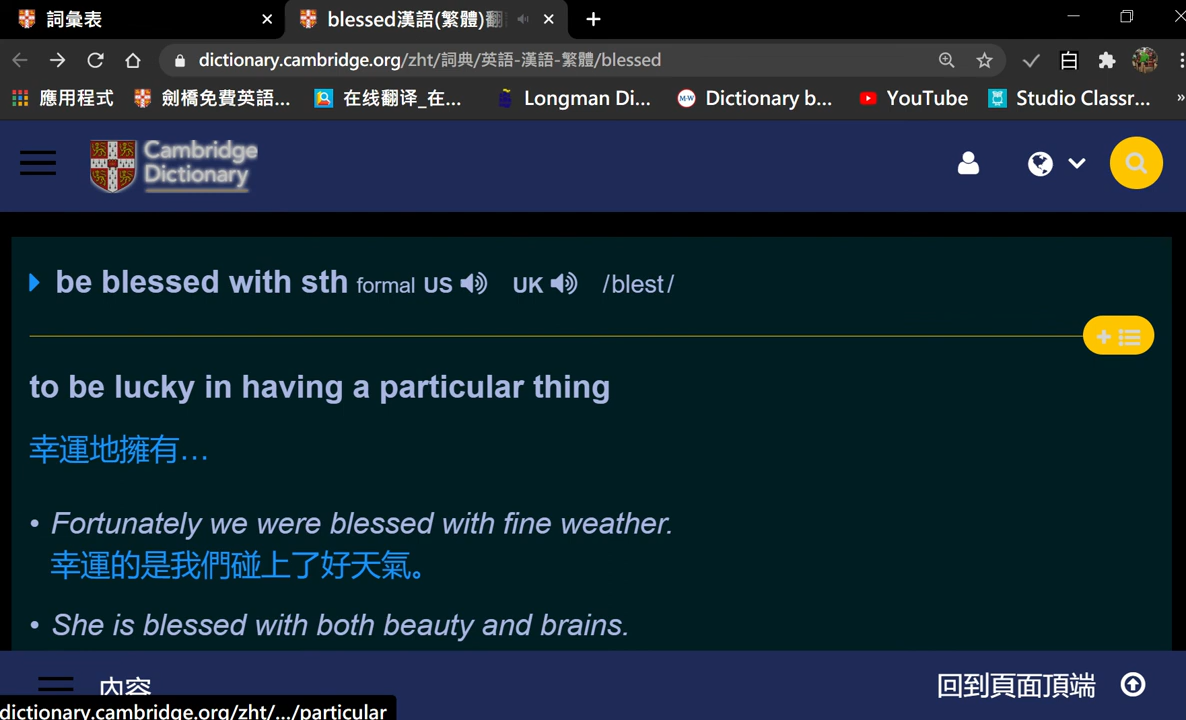 詞彙表
blessed漢語(繁體)翻
dictionary.cambridge.org/zht/詞典/英語-漢語-繁體/blessed
白
應用程式 劍橋免費英語... 在线翻译_在... Longman Di... Dictionary b... YouTube Studio Classr... »
Cambridge
Dictionary
be blessed with sth formal US UK /blest/
to be lucky in having a particular thing
幸運地擁有…
• Fortunately we were blessed with fine weather.
幸運的是我們碰上了好天氣。
• She is blessed with both beauty and brains.
內容 回到頁面頂端
dictionary.cambridge.org/zht/.../particular